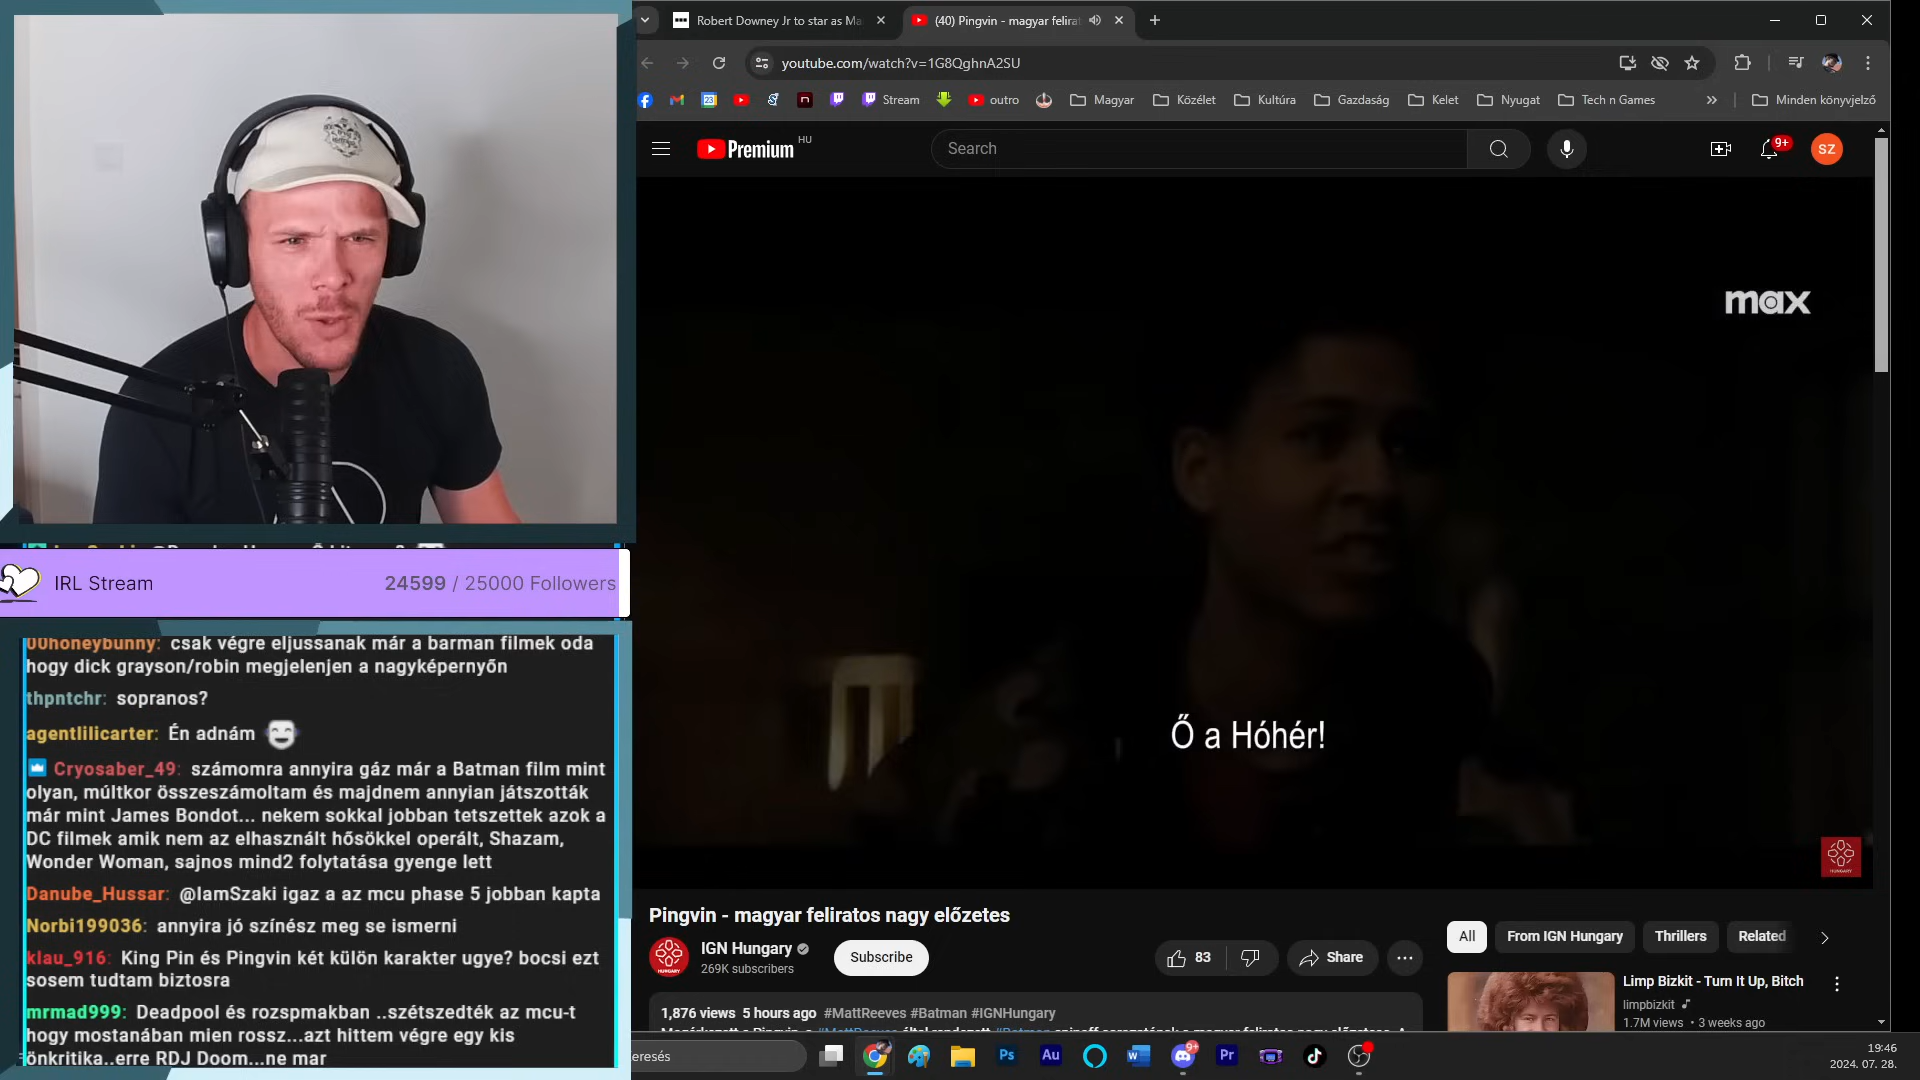 Robert Downey Jr to star as Ma
(40) Pingvin - magyar felirat
youtube.com/watch?v=1G8QghnA2SU
Stream
outro
Magyar
Közélet
Kultúra
Gazdaság
Kelet
Nyugat
Tech n Games
Minden könyvjelző
Premium HU
Search
9+
SZ
max
Ő a Hóhér!
HUNGARY
IRL Stream 24599 / 25000 Followers
00honeybunny: csak végre eljussanak már a barman filmek oda
hogy dick grayson/robin megjelenjen a nagyképernyőn
thpntchr: sopranos?
agentlilicarter: Én adnám
Cryosaber_49: számomra annyira gáz már a Batman film mint
olyan, múltkor összeszámoltam és majdnem annyian játszották
már mint James Bondot... nekem sokkal jobban tetszettek azok a
DC filmek amik nem az elhasznált hősökkel operált, Shazam,
Wonder Woman, sajnos mind2 folytatása gyenge lett
Danube_Hussar: @IamSzaki igaz a az mcu phase 5 jobban kapta
Norbi199036: annyira jó színész meg se ismerni
klau_916: King Pin és Pingvin két külön karakter ugye? bocsi ezt
sosem tudtam biztosra
mrmad999: Deadpool és rozspmakban ..szétszedték az mcu-t
hogy mostanában mien rossz...azt hittem végre egy kis
önkritika..erre RDJ Doom...ne mar
Pingvin - magyar feliratos nagy előzetes
IGN Hungary
269K subscribers
Subscribe
83
Share
1,876 views 5 hours ago #MattReeves #Batman #IGNHungary
All
From IGN Hungary
Thrillers
Related
Limp Bizkit - Turn It Up, Bitch
limpbizkit
1.7M views • 3 weeks ago
eresés
Ps
Au
9+
Pr
19:46
2024. 07. 28.